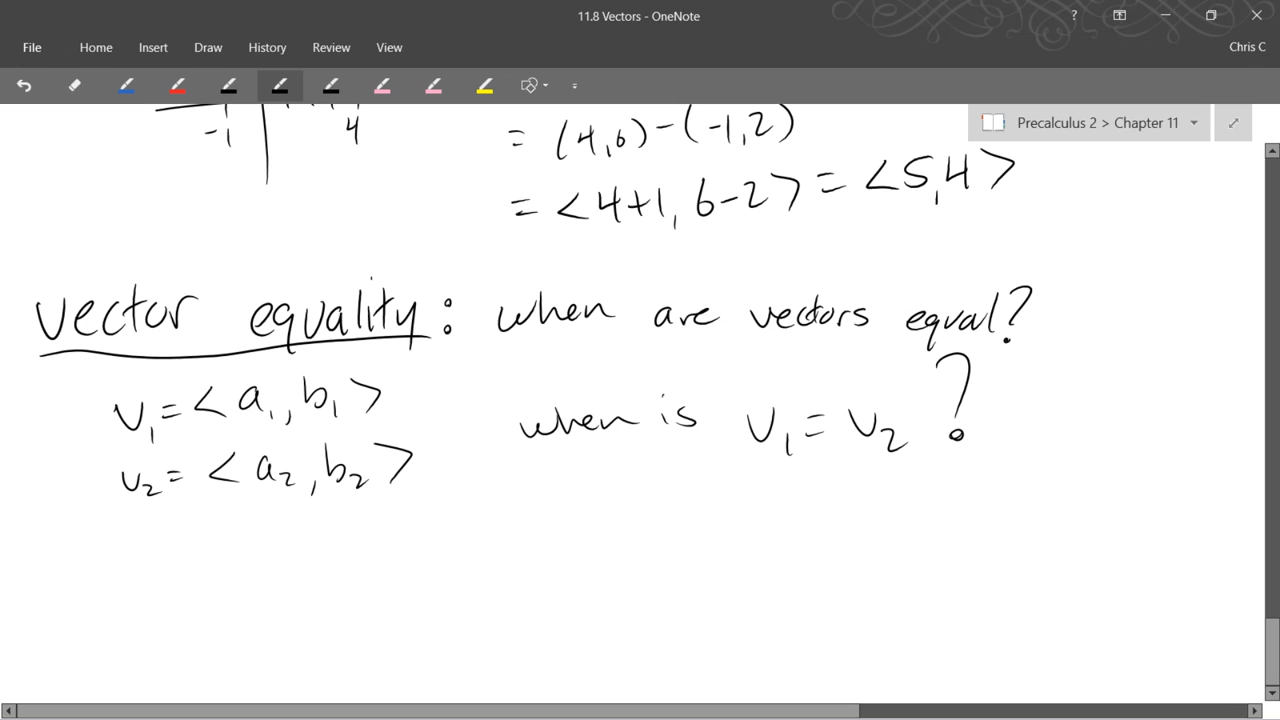 11.8 Vectors - OneNote
?
File Home Insert Draw History Review View
Chris C
Precalculus 2 > Chapter 11
-1 4
= (4,6)-(-1,2)
= <4+1, 6-2> = <5,4>
vector equality: when are vectors equal?
v₁ = <a₁, b₁>
when is v₁ = v₂ ?
v₂ = <a₂, b₂>